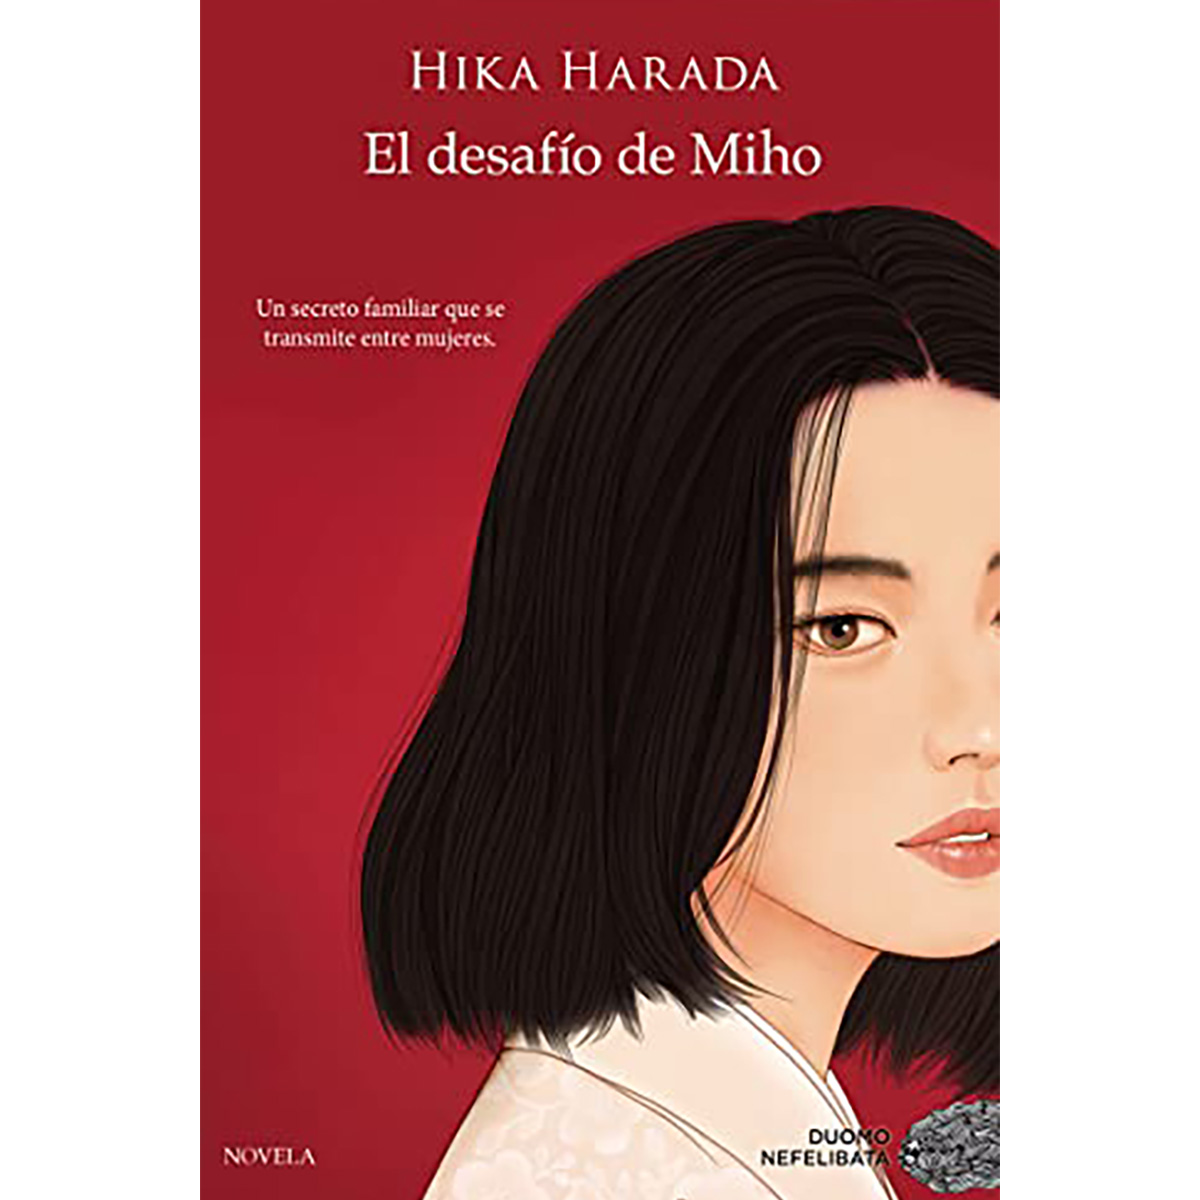 HIKA HARADA
El desafío de Miho
Un secreto familiar que se
transmite entre mujeres.
NOVELA
DUOMO
NEFELIBATA